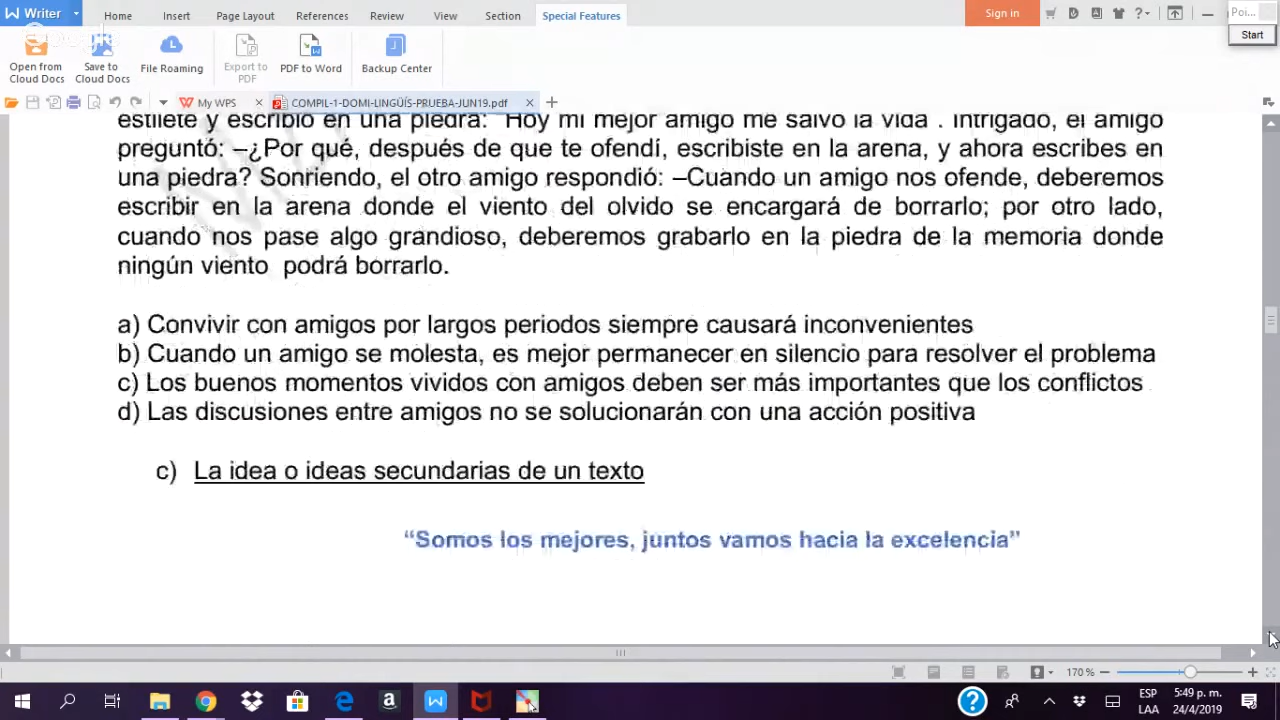 Writer
Home Insert Page Layout References Review View Section Special Features
Sign in
Poi...
Start
Open from Cloud Docs
Save to Cloud Docs
File Roaming
Export to PDF
PDF to Word
Backup Center
My WPS
COMPIL-1-DOMI-LINGÜÍS-PRUEBA-JUN19.pdf
estilete y escribió en una piedra: "Hoy mi mejor amigo me salvó la vida". Intrigado, el amigo
preguntó: –¿Por qué, después de que te ofendí, escribiste en la arena, y ahora escribes en
una piedra? Sonriendo, el otro amigo respondió: –Cuando un amigo nos ofende, deberemos
escribir en la arena donde el viento del olvido se encargará de borrarlo; por otro lado,
cuando nos pase algo grandioso, deberemos grabarlo en la piedra de la memoria donde
ningún viento podrá borrarlo.
a) Convivir con amigos por largos periodos siempre causará inconvenientes
b) Cuando un amigo se molesta, es mejor permanecer en silencio para resolver el problema
c) Los buenos momentos vividos con amigos deben ser más importantes que los conflictos
d) Las discusiones entre amigos no se solucionarán con una acción positiva
c) La idea o ideas secundarias de un texto
“Somos los mejores, juntos vamos hacia la excelencia”
170 %
ESP 5:49 p. m.
LAA 24/4/2019